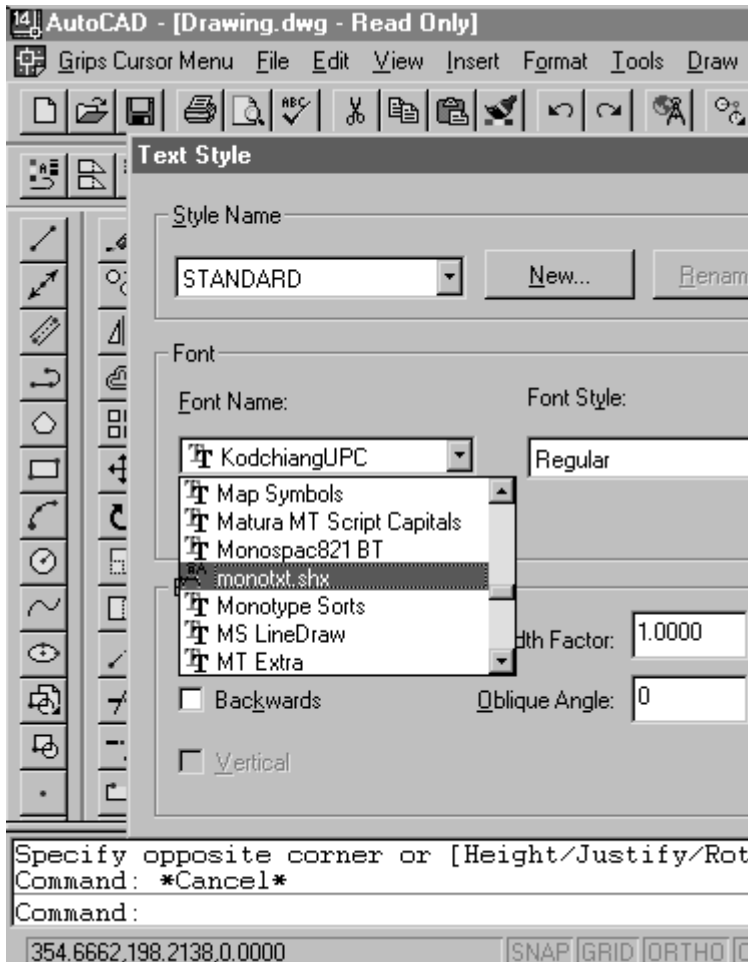 14 AutoCAD - [Drawing.dwg - Read Only]
Grips Cursor Menu File Edit View Insert Format Tools Draw
ABC
Text Style
Style Name
STANDARD New... Renam
Font
Font Name: Font Style:
KodchiangUPC Regular
Map Symbols
Matura MT Script Capitals
Monospac821 BT
monotxt.shx
Monotype Sorts
MS LineDraw dth Factor: 1.0000
MT Extra
Backwards Oblique Angle: 0
Vertical
Specify opposite corner or [Height/Justify/Rot
Command: *Cancel*
Command:
354.6662,198.2138,0.0000 SNAP GRID ORTHO